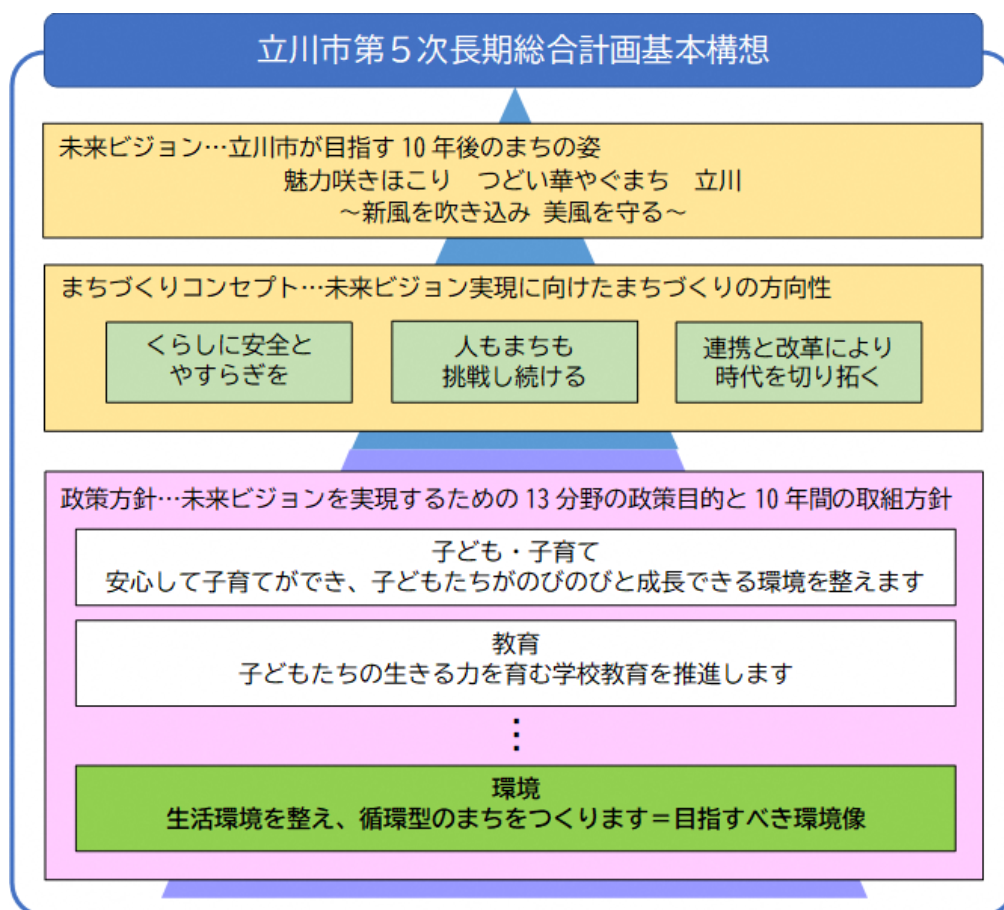 立川市第５次長期総合計画基本構想
未来ビジョン…立川市が目指す 10 年後のまちの姿
魅力咲きほこり　つどい華やぐまち　立川
～新風を吹き込み 美風を守る～
まちづくりコンセプト…未来ビジョン実現に向けたまちづくりの方向性
くらしに安全と
やすらぎを
人もまちも
挑戦し続ける
連携と改革により
時代を切り拓く
政策方針…未来ビジョンを実現するための 13 分野の政策目的と 10 年間の取組方針
子ども・子育て
安心して子育てができ、子どもたちがのびのびと成長できる環境を整えます
教育
子どもたちの生きる力を育む学校教育を推進します
⋮
環境
生活環境を整え、循環型のまちをつくります＝目指すべき環境像